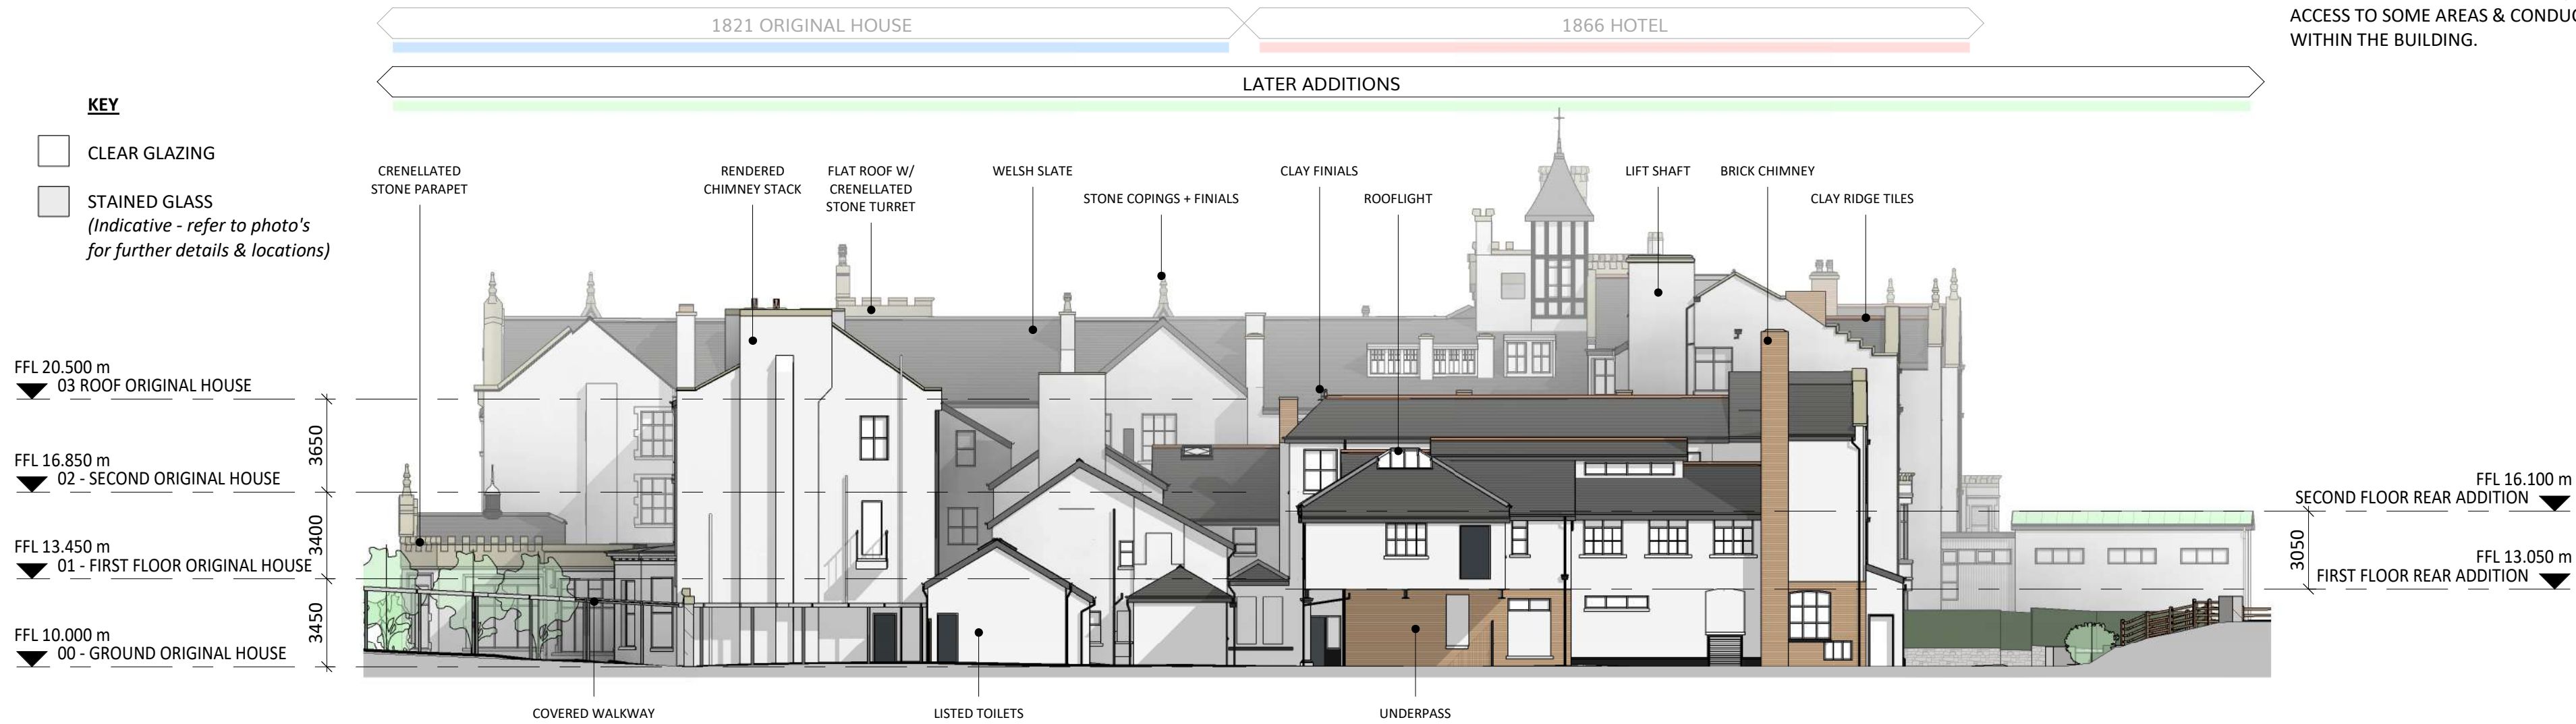 1821 ORIGINAL HOUSE
1866 HOTEL
ACCESS TO SOME AREAS &
WITHIN THE BUILDING.
LATER ADDITIONS
KEY
CLEAR GLAZING
STAINED GLASS
(Indicative - refer to photo's
for further details & locations)
CRENELLATED
STONE PARAPET
RENDERED
CHIMNEY STACK
FLAT ROOF W/
CRENELLATED
STONE TURRET
WELSH SLATE
STONE COPINGS + FINIALS
CLAY FINIALS
ROOFLIGHT
LIFT SHAFT
BRICK CHIMNEY
CLAY RIDGE TILES
FFL 20.500 m
03 ROOF ORIGINAL HOUSE
3650
FFL 16.850 m
02 - SECOND ORIGINAL HOUSE
3400
FFL 13.450 m
01 - FIRST FLOOR ORIGINAL HOUSE
3450
FFL 10.000 m
00 - GROUND ORIGINAL HOUSE
FFL 16.100 m
SECOND FLOOR REAR ADDITION
3050
FFL 13.050 m
FIRST FLOOR REAR ADDITION
COVERED WALKWAY
LISTED TOILETS
UNDERPASS